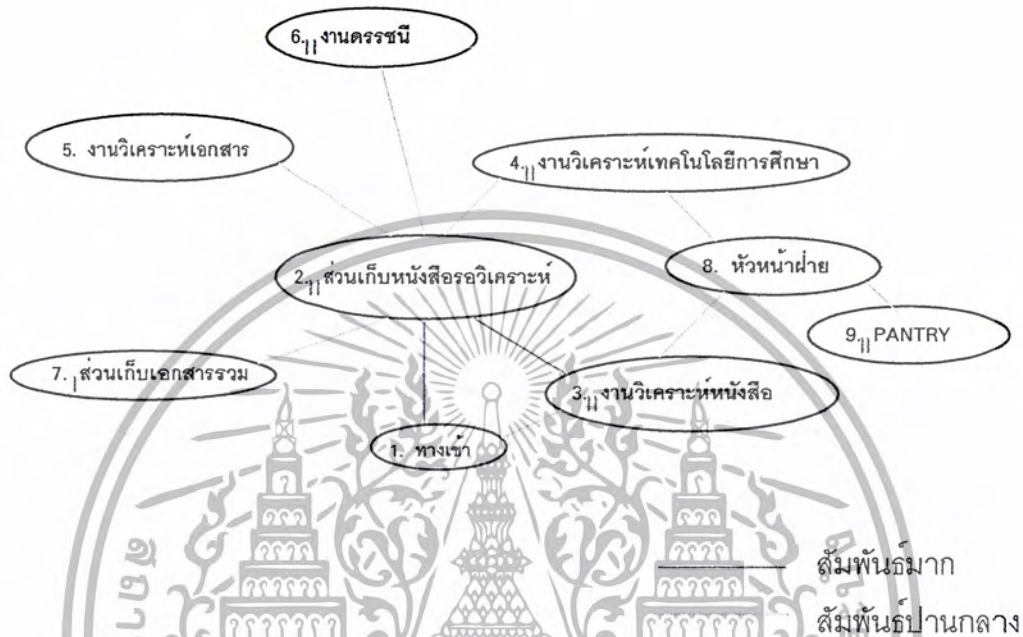 6. งานดรรชนี
5. งานวิเคราะห์เอกสาร
4. งานวิเคราะห์เทคโนโลยีการศึกษา
2. ส่วนเก็บหนังสือรอวิเคราะห์
8. หัวหน้าฝ่าย
9. PANTRY
7. ส่วนเก็บเอกสารรวม
3. งานวิเคราะห์หนังสือ
1. ทางเข้า
สัมพันธ์มาก
สัมพันธ์ปานกลาง